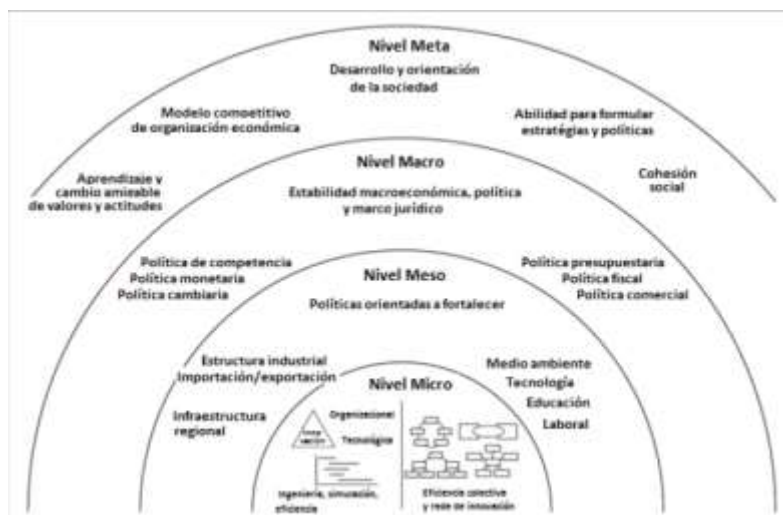 Nivel Meta
Desarrollo y orientación
de la sociedad
Modelo competitivo
de organización económica
Abilidad para formular
estratégias y políticas
Aprendizaje y
cambio amigable
de valores y actitudes
Cohesión
social
Nivel Macro
Estabilidad macroeconómica, política
y marco jurídico
Política de competencia
Política monetaria
Política cambiaria
Política presupuestaria
Política fiscal
Política comercial
Nivel Meso
Políticas orientadas a fortalecer
Estructura industrial
Importación/exportación
Infraestructura
regional
Medio ambiente
Tecnología
Educación
Laboral
Nivel Micro
Organizacional
Tecnológica
Ingeniería, simulación,
eficiencia
Eficiencia colectiva
y rede de innovación